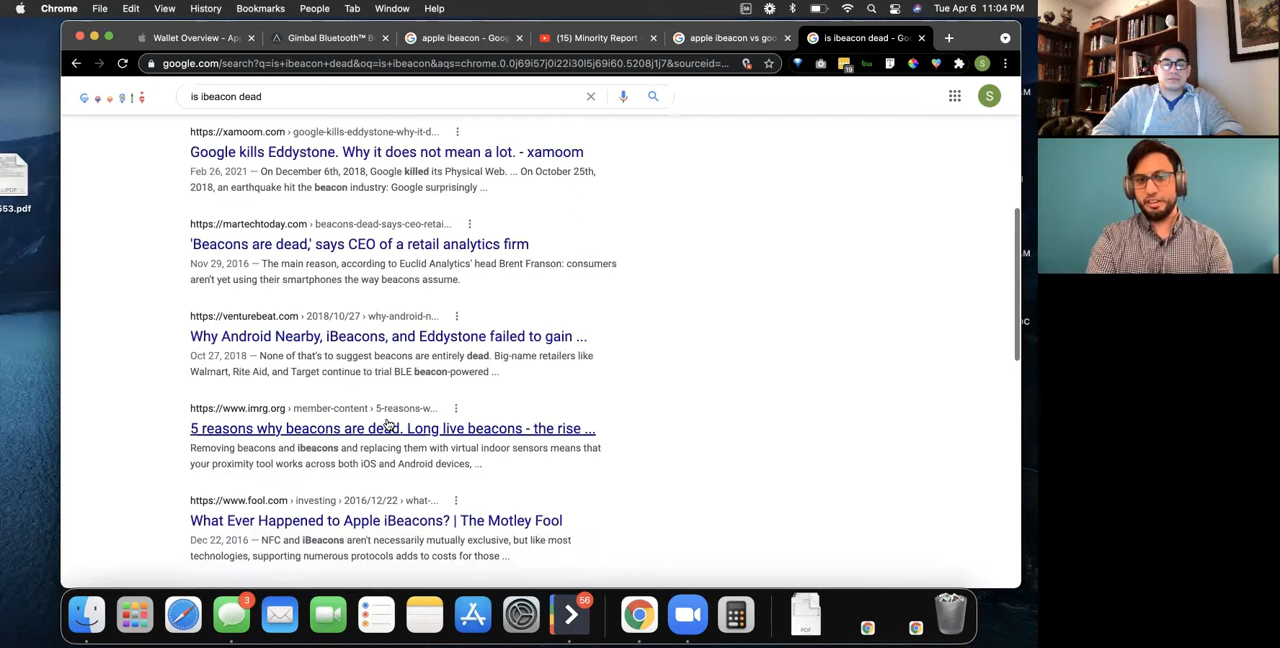 Chrome File Edit View History Bookmarks People Tab Window Help Tue Apr 6 11:04 PM
Wallet Overview - Ap Gimbal Bluetooth™ B apple ibeacon - Goo (15) Minority Report - apple ibeacon vs goo is ibeacon dead - Go
google.com/search?q=is+ibeacon+dead&oq=is+ibeacon&aqs=chrome.0.0j69i57j0i22i30l5j69i60.5208j1j7&sourceid=...
19
S
is ibeacon dead
S
https://xamoom.com › google-kills-eddystone-why-it-d...
Google kills Eddystone. Why it does not mean a lot. - xamoom
Feb 26, 2021 — On December 6th, 2018, Google killed its Physical Web. ... On October 25th,
2018, an earthquake hit the beacon industry: Google surprisingly ...
https://martechtoday.com › beacons-dead-says-ceo-retai...
'Beacons are dead,' says CEO of a retail analytics firm
Nov 29, 2016 — The main reason, according to Euclid Analytics' head Brent Franson: consumers
aren't yet using their smartphones the way beacons assume.
https://venturebeat.com › 2018/10/27 › why-android-n...
Why Android Nearby, iBeacons, and Eddystone failed to gain ...
Oct 27, 2018 — None of that's to suggest beacons are entirely dead. Big-name retailers like
Walmart, Rite Aid, and Target continue to trial BLE beacon-powered ...
https://www.imrg.org › member-content › 5-reasons-w...
5 reasons why beacons are dead. Long live beacons - the rise ...
Removing beacons and ibeacons and replacing them with virtual indoor sensors means that
your proximity tool works across both iOS and Android devices, ...
https://www.fool.com › investing › 2016/12/22 › what-...
What Ever Happened to Apple iBeacons? | The Motley Fool
Dec 22, 2016 — NFC and iBeacons aren't necessarily mutually exclusive, but like most
technologies, supporting numerous protocols adds to costs for those ...
PDF
553.pdf
3
56
PDF